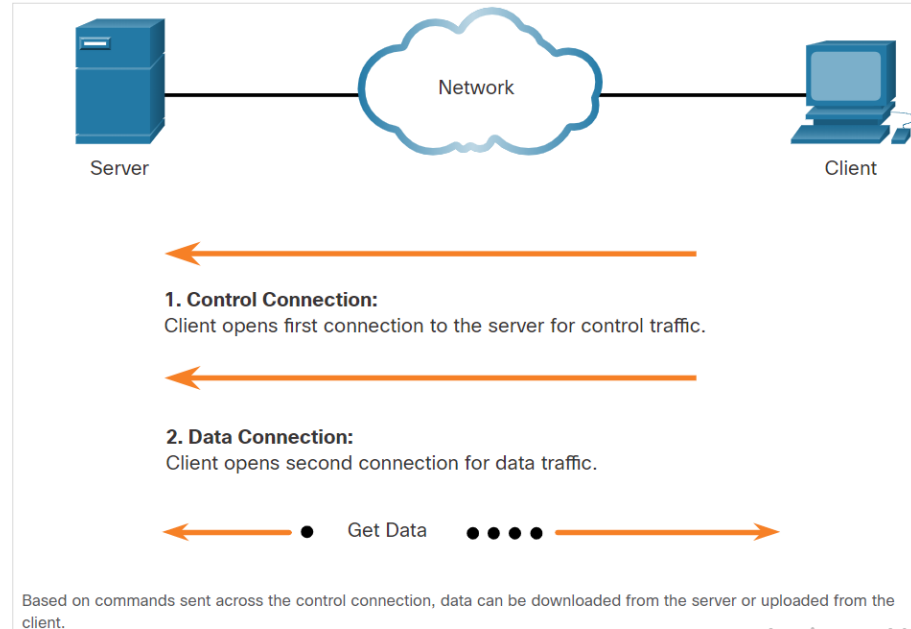 Network
Server
Client
1. Control Connection:
Client opens first connection to the server for control traffic.
2. Data Connection:
Client opens second connection for data traffic.
Get Data
Based on commands sent across the control connection, data can be downloaded from the server or uploaded from the
client.